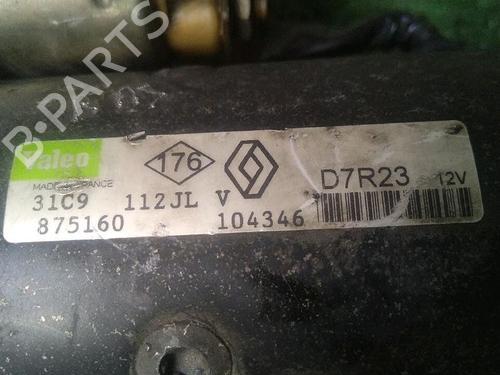 B-PARTS
Valeo
176
D7R23
12V
MADE IN FRANCE
31C9 112JL V
875160 104346